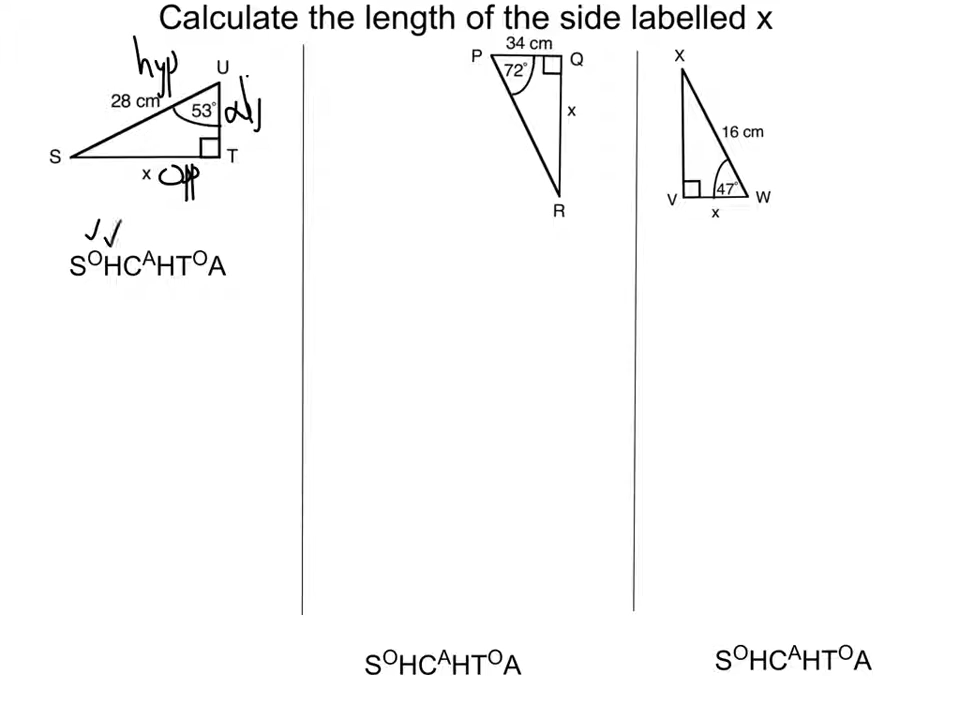 Calculate the length of the side labelled x
hyp
U
28 cm
53°
adj
S
T
x
opp
SOHCAHTOA
34 cm
P
72°
Q
x
R
SOHCAHTOA
X
16 cm
V
47°
W
x
SOHCAHTOA